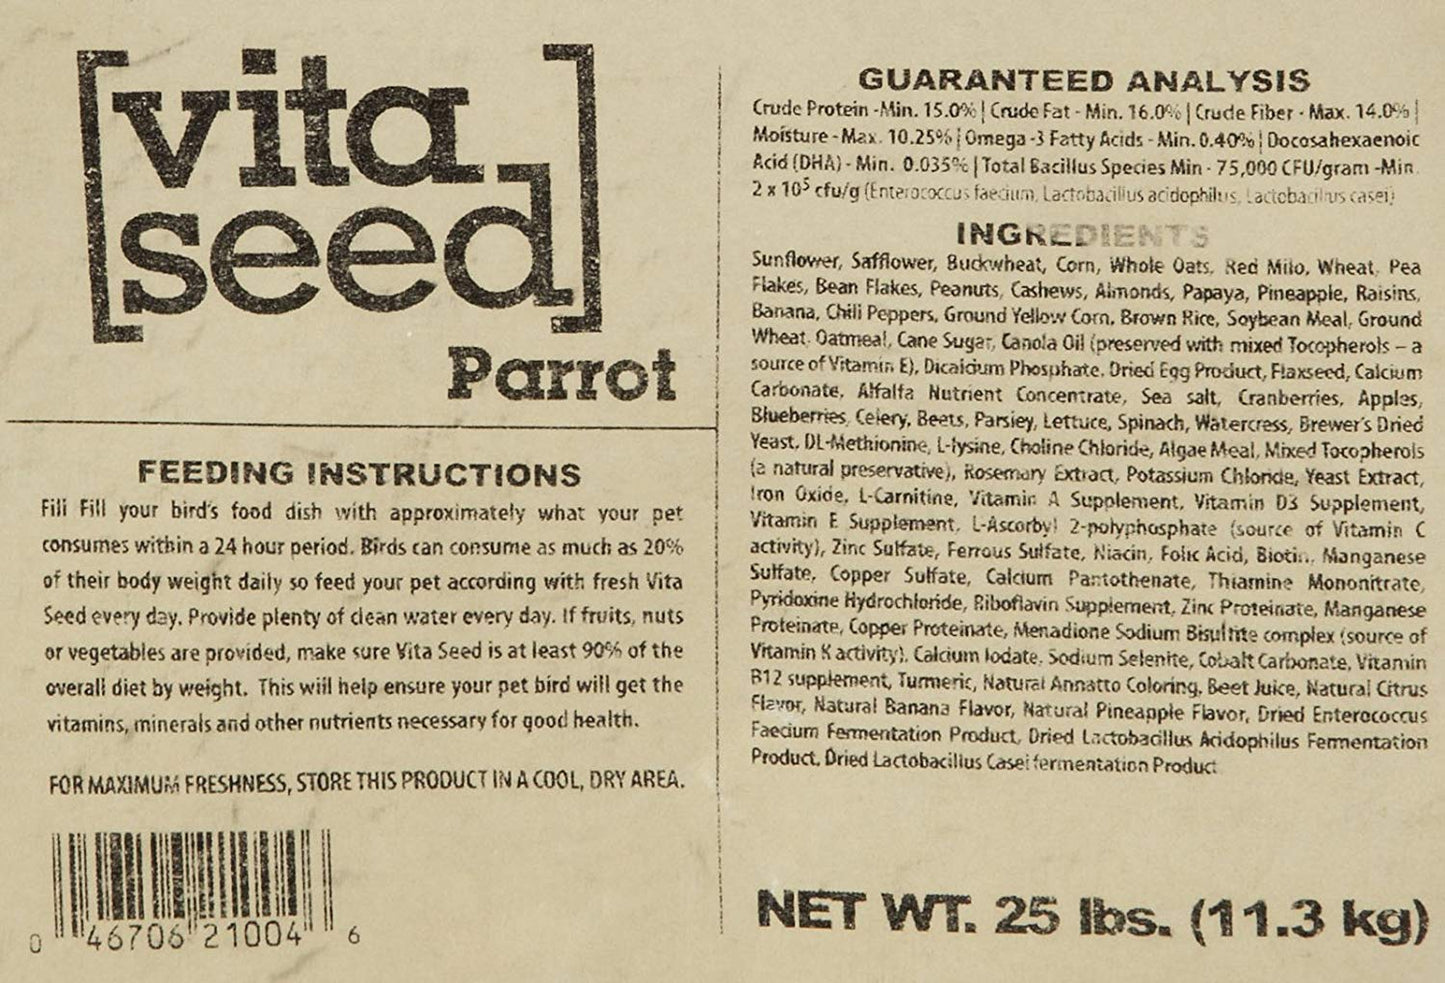 vita
seed
Parrot
FEEDING INSTRUCTIONS
Fill Fill your bird's food dish with approximately what your pet
consumes within a 24 hour period. Birds can consume as much as 20%
of their body weight daily so feed your pet according with fresh Vita
Seed every day. Provide plenty of clean water every day. If fruits, nuts
or vegetables are provided, make sure Vita Seed is at least 90% of the
overall diet by weight. This will help ensure your pet bird will get the
vitamins, minerals and other nutrients necessary for good health.
FOR MAXIMUM FRESHNESS, STORE THIS PRODUCT IN A COOL, DRY AREA.
0 46706 21004 6
GUARANTEED ANALYSIS
Crude Protein -Min. 15.0% | Crude Fat - Min. 16.0% | Crude Fiber - Max. 14.0% |
Moisture - Max. 10.25% | Omega -3 Fatty Acids - Min. 0.40% | Docosahexaenoic
Acid (DHA) - Min. 0.035% | Total Bacillus Species Min - 75,000 CFU/gram -Min
2 x 10⁵ cfu/g (Enterococcus faecium, Lactobacillus acidophilus, Lactobacillus casei)
INGREDIENTS
Sunflower, Safflower, Buckwheat, Corn, Whole Oats, Red Milo, Wheat, Pea
Flakes, Bean Flakes, Peanuts, Cashews, Almonds, Papaya, Pineapple, Raisins,
Banana, Chili Peppers, Ground Yellow Corn, Brown Rice, Soybean Meal, Ground
Wheat, Oatmeal, Cane Sugar, Canola Oil (preserved with mixed Tocopherols – a
source of Vitamin E), Dicalcium Phosphate, Dried Egg Product, Flaxseed, Calcium
Carbonate, Alfalfa Nutrient Concentrate, Sea salt, Cranberries, Apples,
Blueberries, Celery, Beets, Parsley, Lettuce, Spinach, Watercress, Brewer's Dried
Yeast, DL-Methionine, L-lysine, Choline Chloride, Algae Meal, Mixed Tocopherols
(a natural preservative), Rosemary Extract, Potassium Chloride, Yeast Extract,
Iron Oxide, L-Carnitine, Vitamin A Supplement, Vitamin D3 Supplement,
Vitamin E Supplement, L-Ascorbyl 2-polyphosphate (source of Vitamin C
activity), Zinc Sulfate, Ferrous Sulfate, Niacin, Folic Acid, Biotin, Manganese
Sulfate, Copper Sulfate, Calcium Pantothenate, Thiamine Mononitrate,
Pyridoxine Hydrochloride, Riboflavin Supplement, Zinc Proteinate, Manganese
Proteinate, Copper Proteinate, Menadione Sodium Bisulfite complex (source of
Vitamin K activity), Calcium Iodate, Sodium Selenite, Cobalt Carbonate, Vitamin
B12 supplement, Turmeric, Natural Annatto Coloring, Beet Juice, Natural Citrus
Flavor, Natural Banana Flavor, Natural Pineapple Flavor, Dried Enterococcus
Faecium Fermentation Product, Dried Lactobacillus Acidophilus Fermentation
Product, Dried Lactobacillus Casei fermentation Product
NET WT. 25 lbs. (11.3 kg)